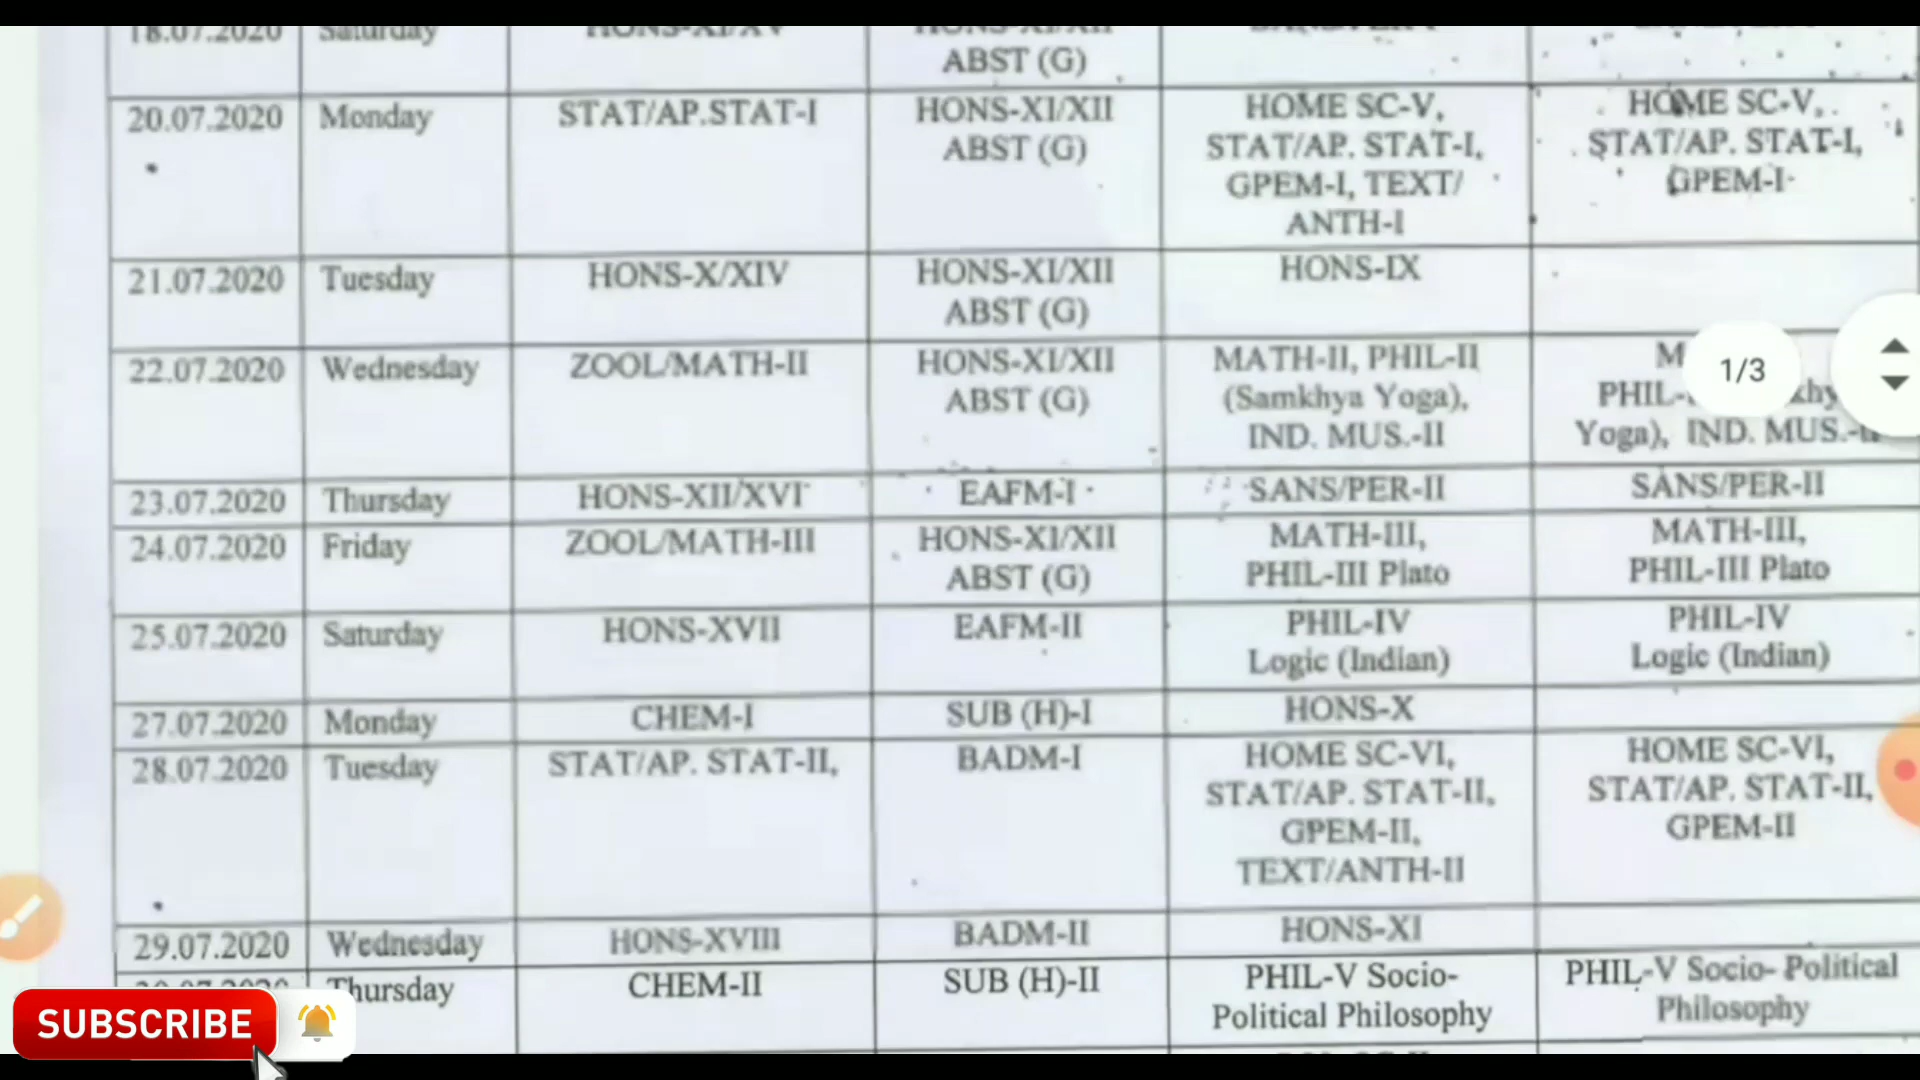 18.07.2020 Saturday HONS-XI/XV HONS-XI/XII
ABST (G)
20.07.2020 Monday STAT/AP.STAT-I HONS-XI/XII HOME SC-V, HOME SC-V,
ABST (G) STAT/AP. STAT-I, STAT/AP. STAT-I,
GPEM-I, TEXT/ GPEM-I
ANTH-I
21.07.2020 Tuesday HONS-X/XIV HONS-XI/XII HONS-IX
ABST (G)
22.07.2020 Wednesday ZOOL/MATH-II HONS-XI/XII MATH-II, PHIL-II 1/3
ABST (G) (Samkhya Yoga),
IND. MUS.-II Yoga), IND. MUS.-II
23.07.2020 Thursday HONS-XII/XVI EAFM-I SANS/PER-II SANS/PER-II
24.07.2020 Friday ZOOL/MATH-III HONS-XI/XII MATH-III, MATH-III,
ABST (G) PHIL-III Plato PHIL-III Plato
25.07.2020 Saturday HONS-XVII EAFM-II PHIL-IV PHIL-IV
Logic (Indian) Logic (Indian)
27.07.2020 Monday CHEM-I SUB (H)-I HONS-X
28.07.2020 Tuesday STAT/AP. STAT-II, BADM-I HOME SC-VI, HOME SC-VI,
STAT/AP. STAT-II, STAT/AP. STAT-II,
GPEM-II, GPEM-II
TEXT/ANTH-II
29.07.2020 Wednesday HONS-XVIII BADM-II HONS-XI
Thursday CHEM-II SUB (H)-II PHIL-V Socio- PHIL-V Socio- Political
Political Philosophy Philosophy
SUBSCRIBE